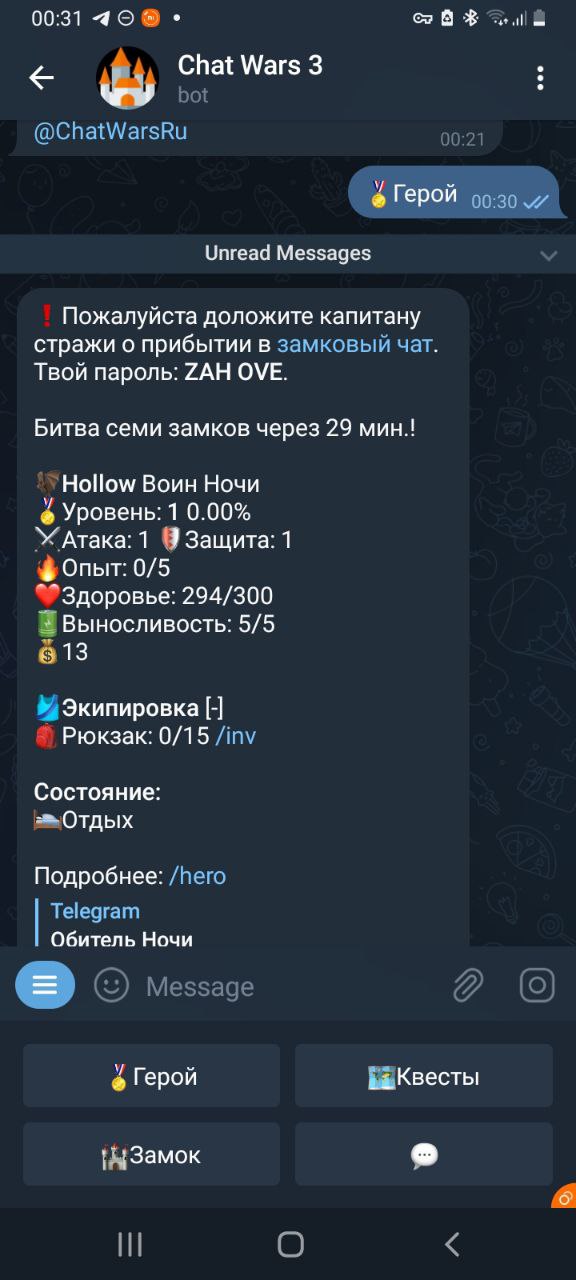 00:31
Chat Wars 3
bot
@ChatWarsRu
00:21
🏅Герой 00:30
Unread Messages
❗Пожалуйста доложите капитану
стражи о прибытии в замковый чат.
Твой пароль: ZAH OVE.
Битва семи замков через 29 мин.!
🦇Hollow Воин Ночи
🏅Уровень: 1 0.00%
⚔Атака: 1 🛡Защита: 1
🔥Опыт: 0/5
❤️Здоровье: 294/300
🔋Выносливость: 5/5
💰13
🎽Экипировка [-]
🎒Рюкзак: 0/15 /inv
Состояние:
🛌Отдых
Подробнее: /hero
Telegram
Обитель Ночи
Message
🏅Герой
🗺Квесты
🏰Замок
💬